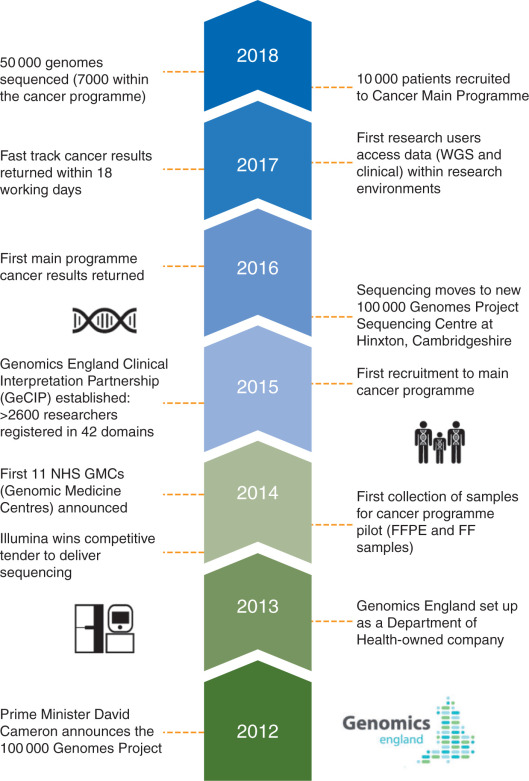 2018
50 000 genomes
sequenced (7000 within
the cancer programme)
10 000 patients recruited
to Cancer Main Programme
2017
First research users
access data (WGS and
clinical) within research
environments
Fast track cancer results
returned within 18
working days
2016
First main programme
cancer results returned
Sequencing moves to new
100 000 Genomes Project
Sequencing Centre at
Hinxton, Cambridgeshire
2015
Genomics England Clinical
Interpretation Partnership
(GeCIP) established:
>2600 researchers
registered in 42 domains
First recruitment to main
cancer programme
2014
First 11 NHS GMCs
(Genomic Medicine
Centres) announced
First collection of samples
for cancer programme
pilot (FFPE and FF
samples)
Illumina wins competitive
tender to deliver
sequencing
2013
Genomics England set up
as a Department of
Health-owned company
2012
Prime Minister David
Cameron announces the
100 000 Genomes Project
Genomics
england